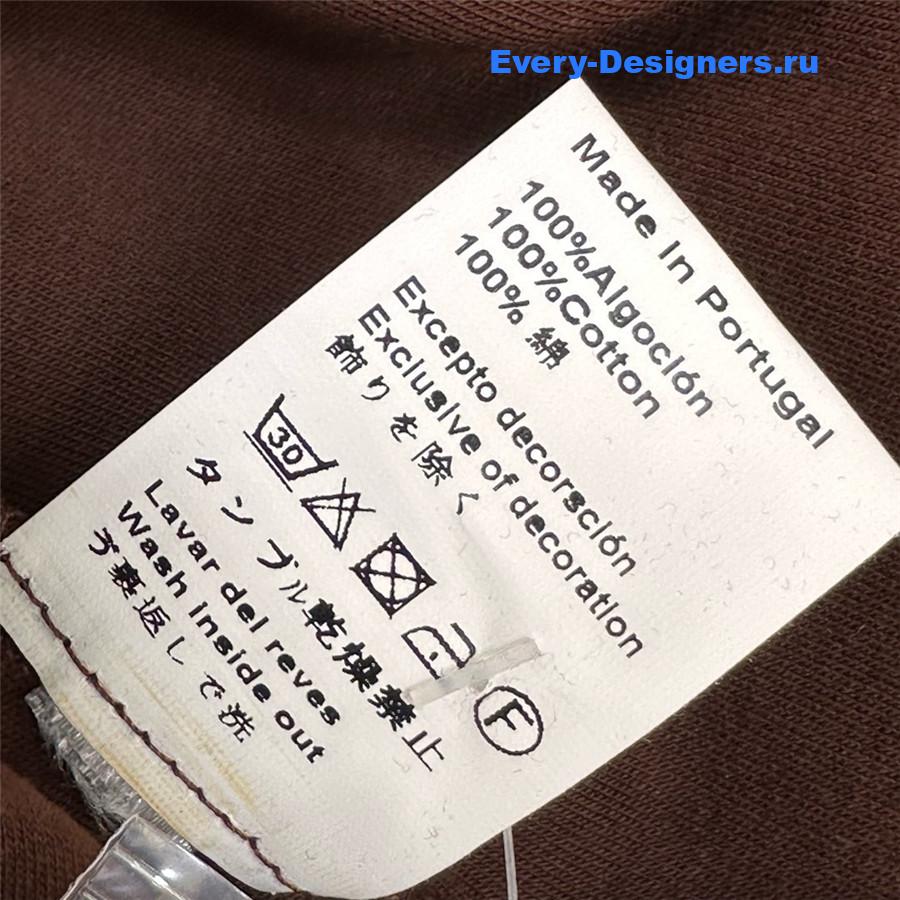 Every-Designers.ru
Made in Portugal
100%Algoción
100%Cotton
100% 綿
Excepto decorsción
Exclusive of decoration
飾りを除く
30
F
タンブル乾燥禁止
Lavar del reves
Wash inside out
裏返しで洗